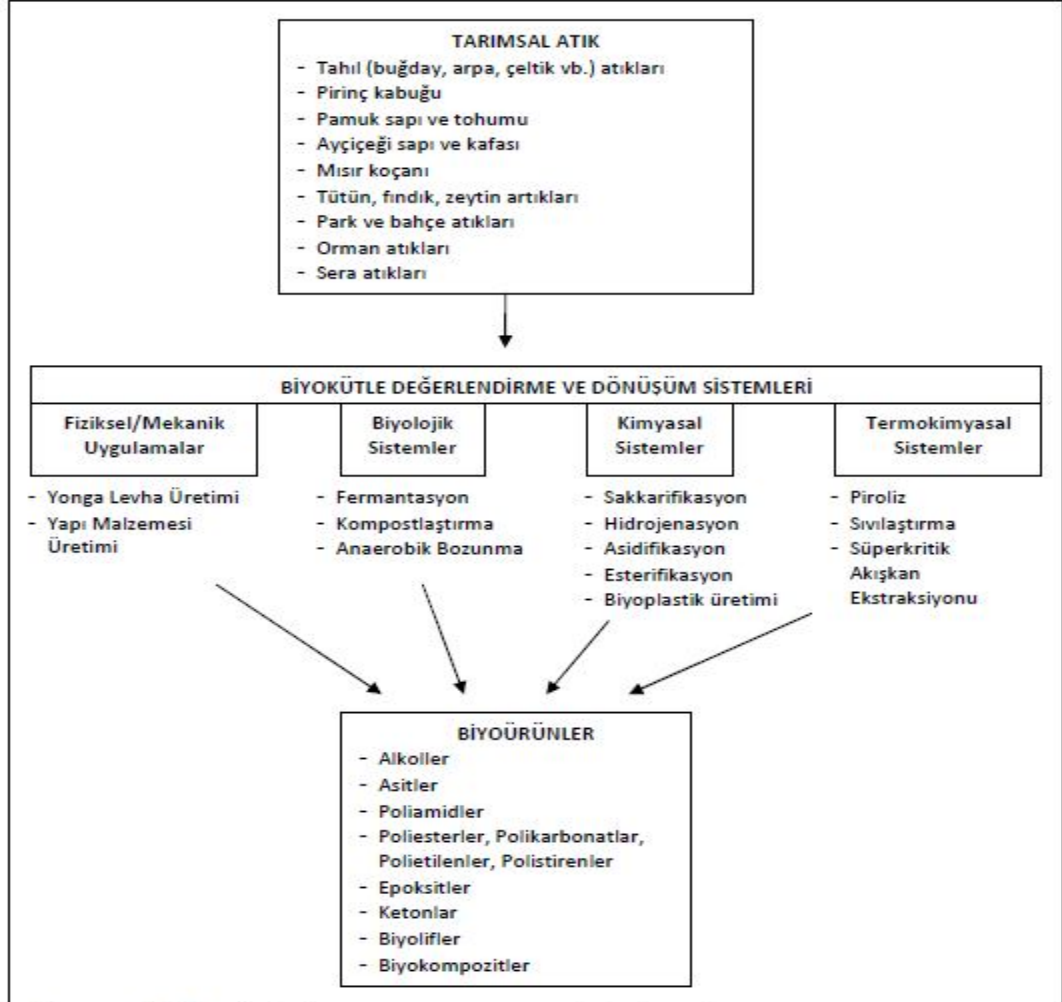 TARIMSAL ATIK
- Tahıl (buğday, arpa, çeltik vb.) atıkları
- Pirinç kabuğu
- Pamuk sapı ve tohumu
- Ayçiçeği sapı ve kafası
- Mısır koçanı
- Tütün, fındık, zeytin artıkları
- Park ve bahçe atıkları
- Orman atıkları
- Sera atıkları
BİYOKÜTLE DEĞERLENDİRME VE DÖNÜŞÜM SİSTEMLERİ
Fiziksel/Mekanik
Uygulamalar
- Yonga Levha Üretimi
- Yapı Malzemesi
Üretimi
Biyolojik
Sistemler
- Fermantasyon
- Kompostlaştırma
- Anaerobik Bozunma
Kimyasal
Sistemler
- Sakkarifikasyon
- Hidrojenasyon
- Asidifikasyon
- Esterifikasyon
- Biyoplastik üretimi
Termokimyasal
Sistemler
- Piroliz
- Sıvılaştırma
- Süperkritik
Akışkan
Ekstraksiyonu
BİYOÜRÜNLER
- Alkoller
- Asitler
- Poliamidler
- Poliesterler, Polikarbonatlar,
Polietilenler, Polistirenler
- Epoksitler
- Ketonlar
- Biyolifler
- Biyokompozitler